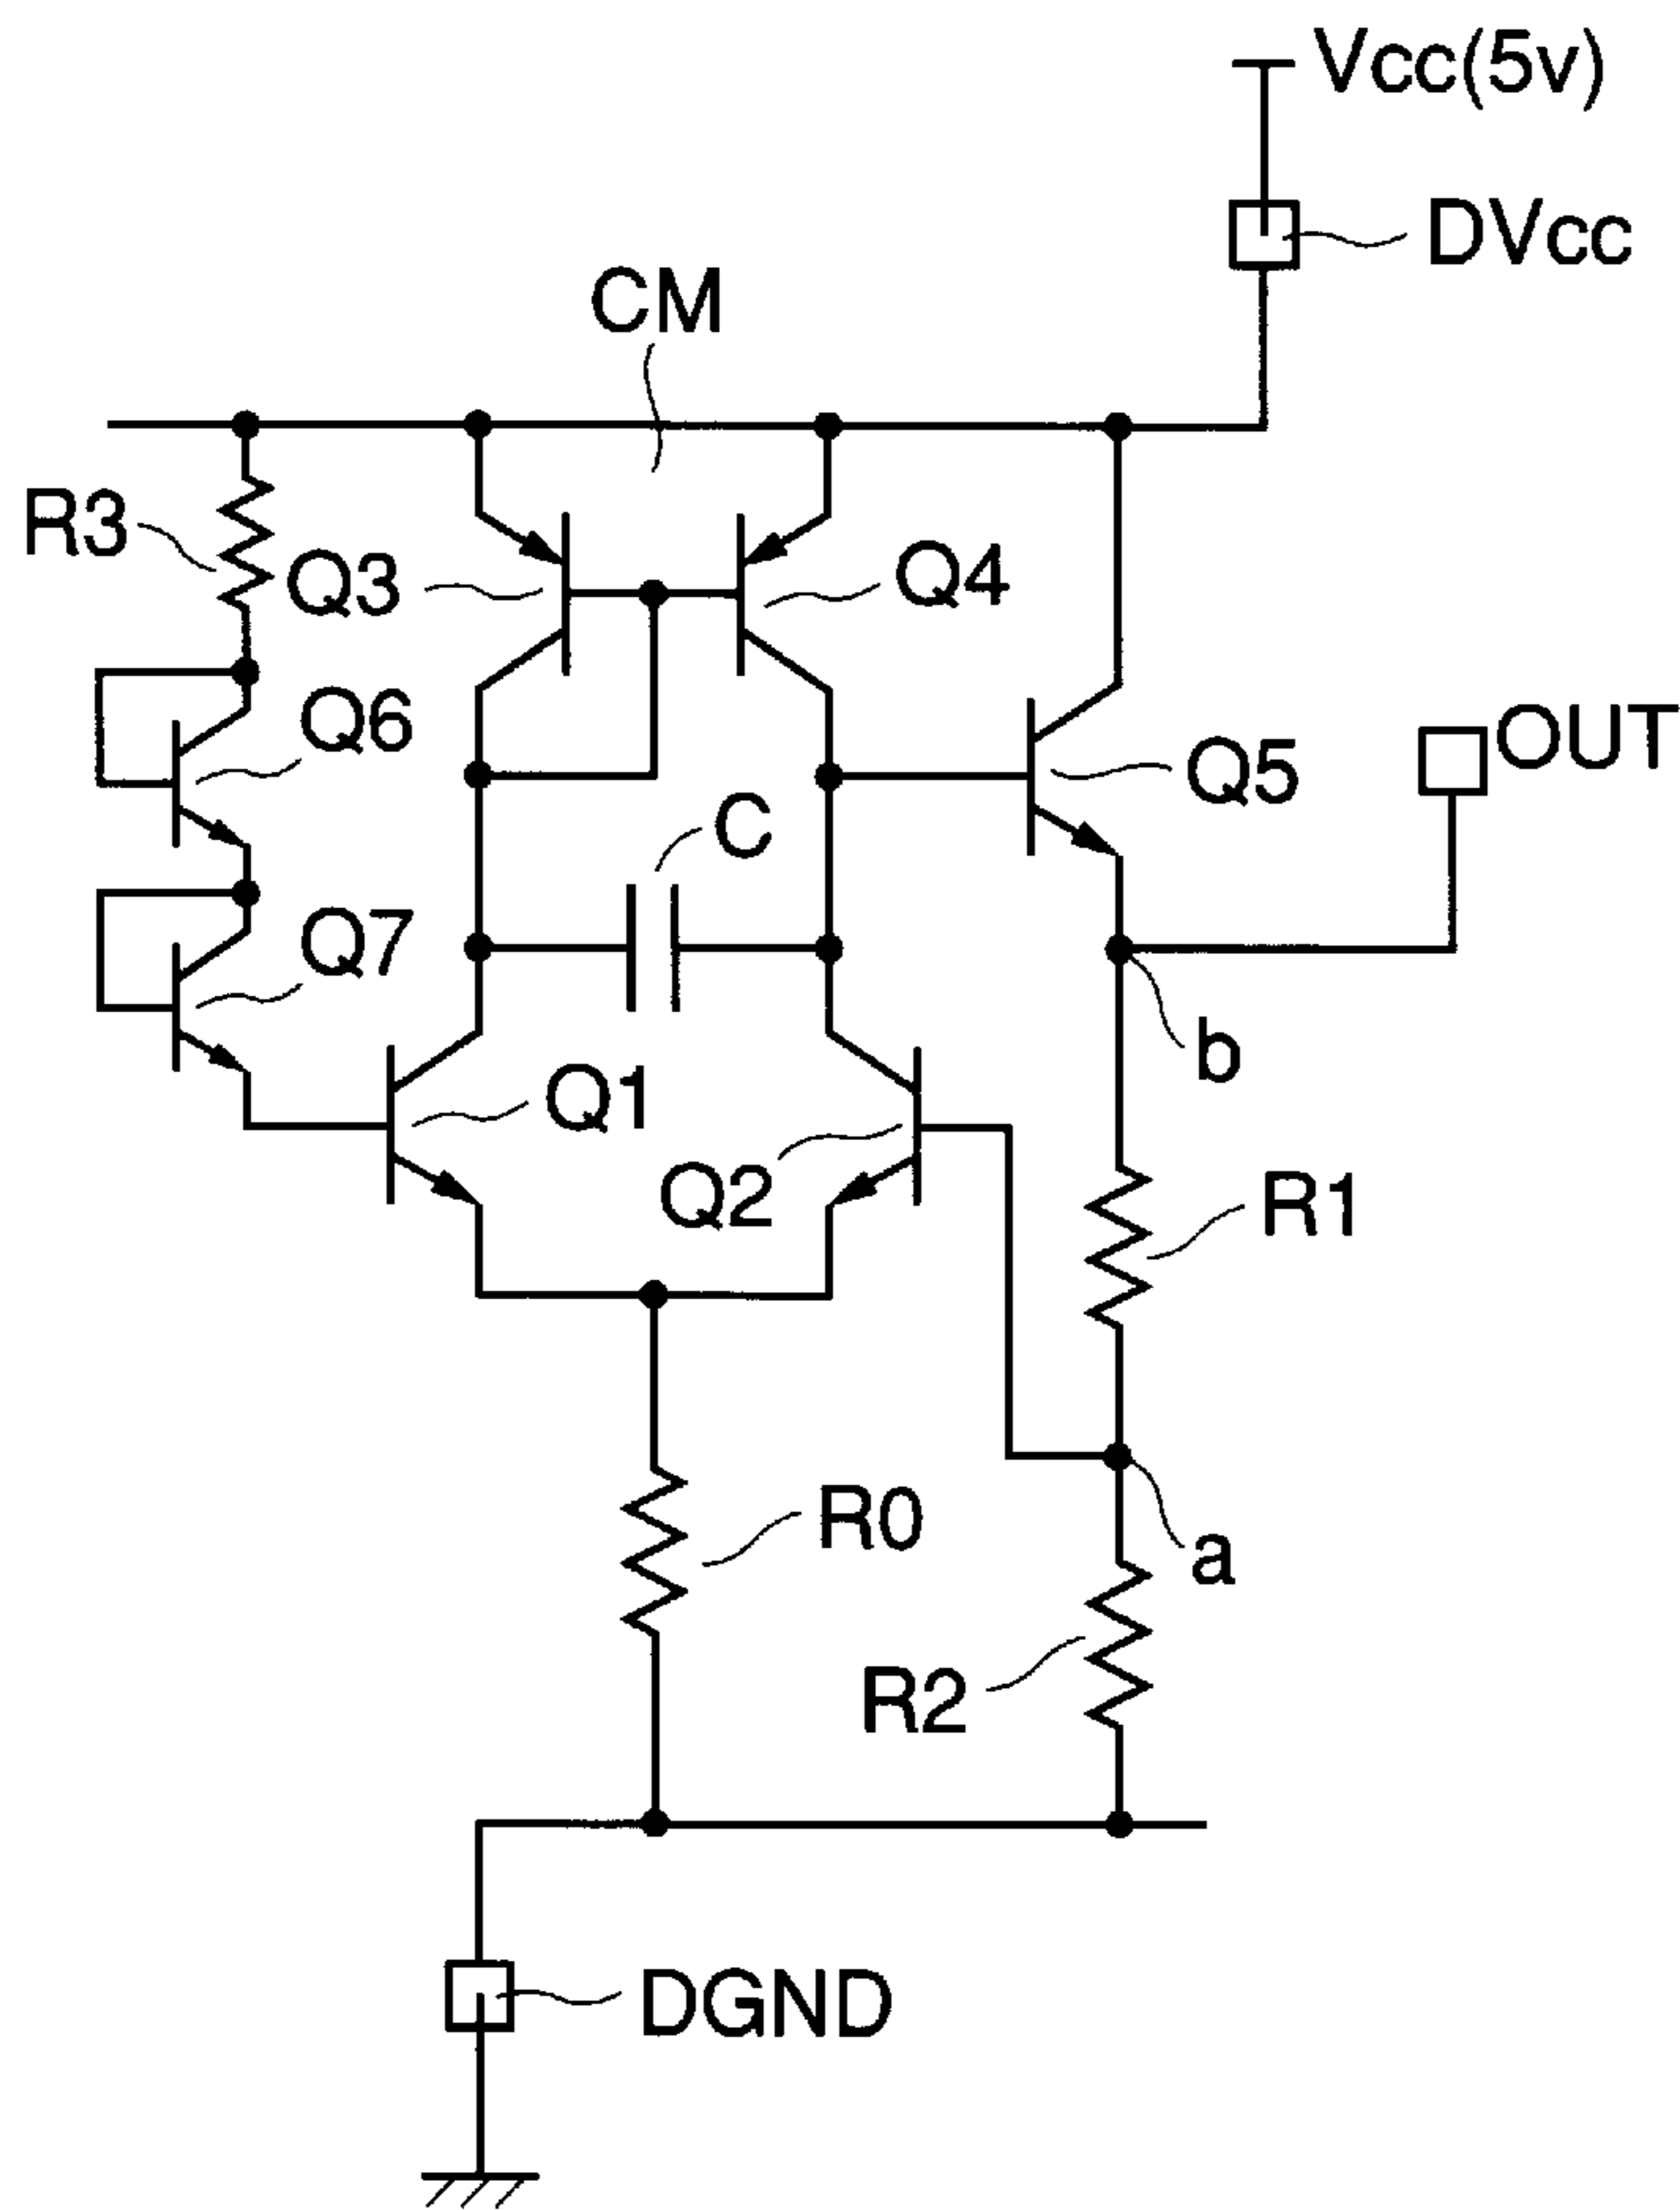 Vcc(5v)
DVcc
CM
R3
Q3
Q4
Q6
OUT
Q5
C
Q7
b
Q1
Q2
R1
R0
a
R2
DGND